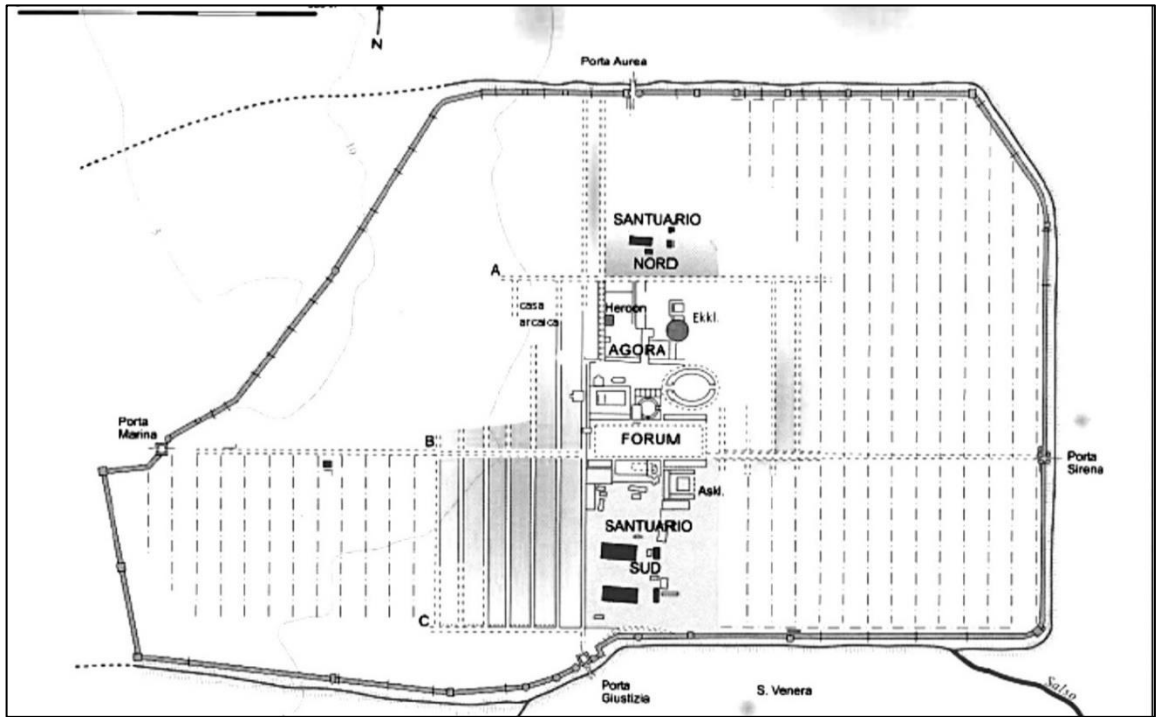 N
Porta Aurea
SANTUARIO
NORD
A
casa
arcaica
Heroon
Ekkl.
AGORA
Porta
Marina
B
FORUM
Porta
Sirena
Askl.
SANTUARIO
SUD
C
Porta
Giustizia
S. Venera
Salso